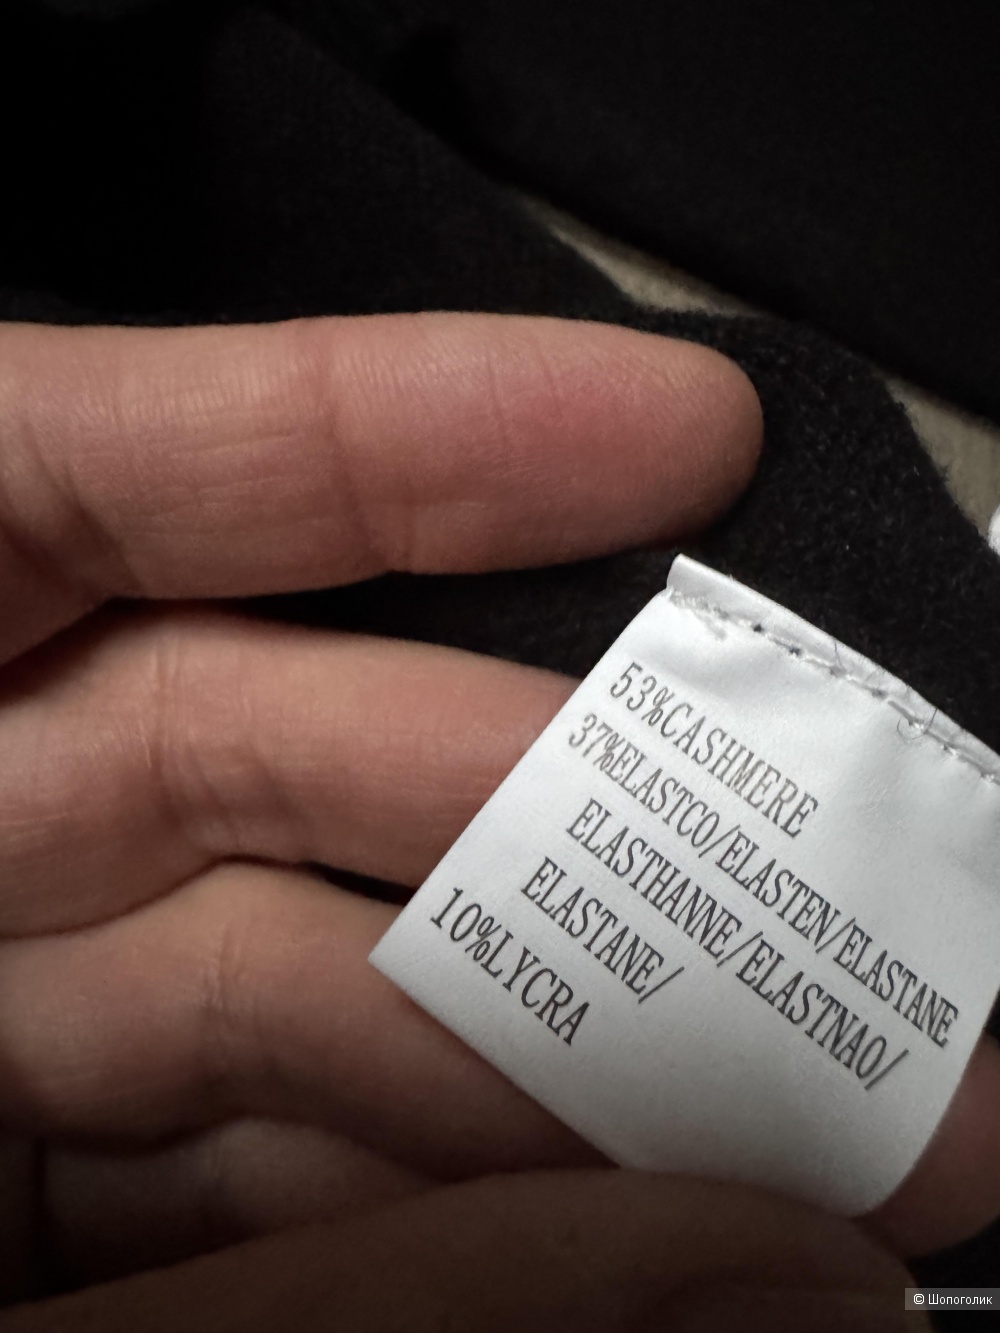 53%CASHMERE
37%ELASTCO/ELASTEN/ELASTANE
ELASTHANNE/ELASTNAO/
ELASTANE/
10%LYCRA
© Шопоголик